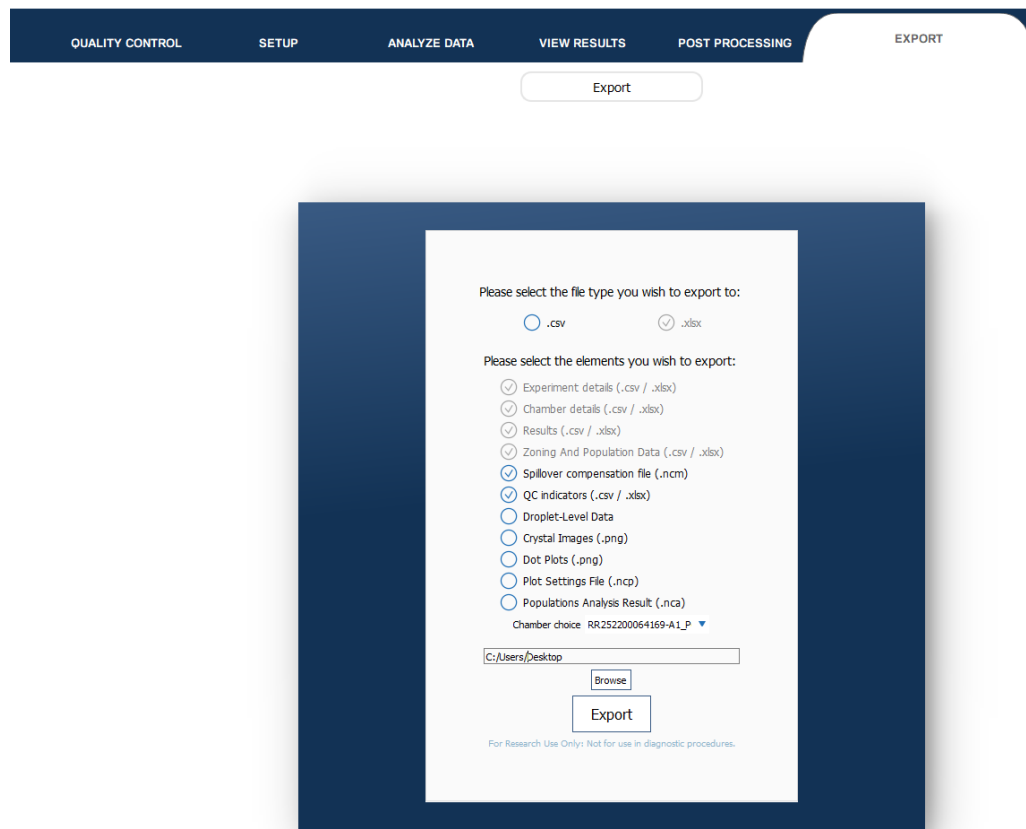 QUALITY CONTROL SETUP ANALYZE DATA VIEW RESULTS POST PROCESSING EXPORT
Export
Please select the file type you wish to export to:
.csv .xlsx
Please select the elements you wish to export:
Experiment details (.csv / .xlsx)
Chamber details (.csv / .xlsx)
Results (.csv / .xlsx)
Zoning And Population Data (.csv / .xlsx)
Spillover compensation file (.ncm)
QC indicators (.csv / .xlsx)
Droplet-Level Data
Crystal Images (.png)
Dot Plots (.png)
Plot Settings File (.ncp)
Populations Analysis Result (.nca)
Chamber choice RR252200064169-A1_P
C:/Users/Desktop
Browse
Export
For Research Use Only: Not for use in diagnostic procedures.